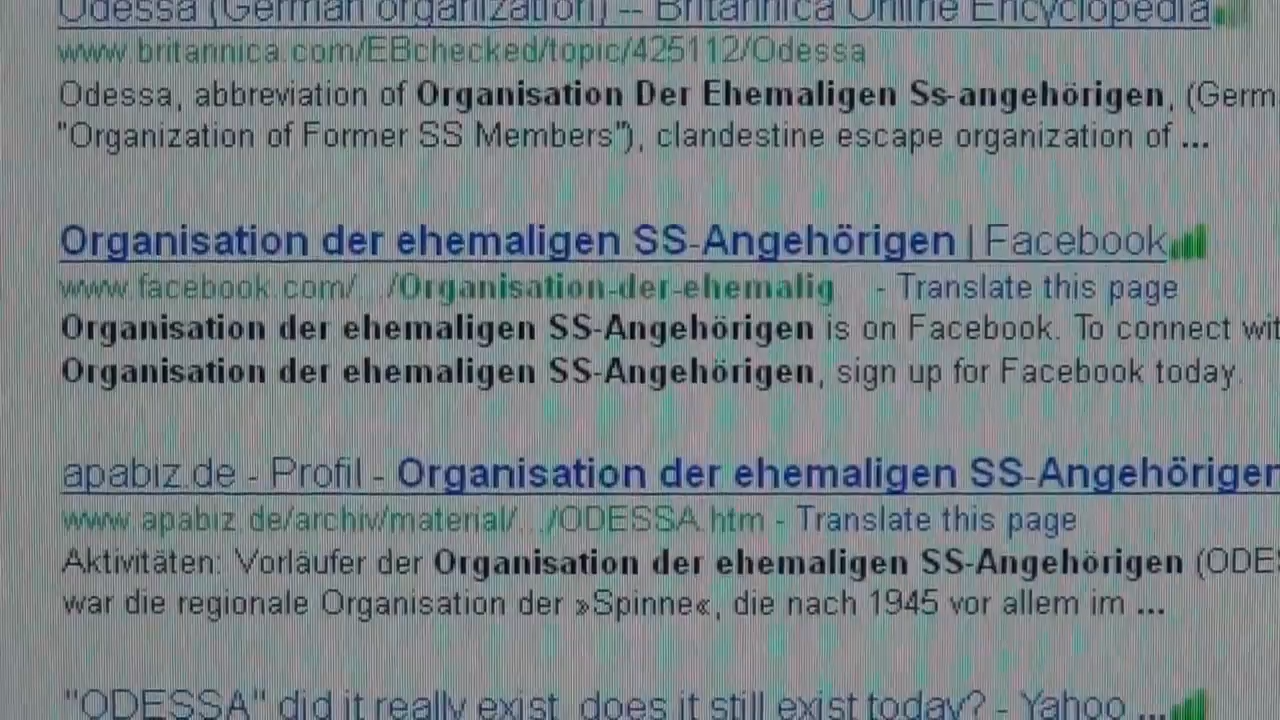 Odessa (German organization) -- Britannica Online Encyclopedia
www.britannica.com/EBchecked/topic/425112/Odessa
Odessa, abbreviation of Organisation Der Ehemaligen Ss-angehörigen, (Germ
"Organization of Former SS Members"), clandestine escape organization of ...
Organisation der ehemaligen SS-Angehörigen | Facebook
www.facebook.com/.../Organisation-der-ehemalig - Translate this page
Organisation der ehemaligen SS-Angehörigen is on Facebook. To connect wit
Organisation der ehemaligen SS-Angehörigen, sign up for Facebook today.
apabiz.de - Profil - Organisation der ehemaligen SS-Angehörigen
www.apabiz.de/archiv/material/.../ODESSA.htm - Translate this page
Aktivitäten: Vorläufer der Organisation der ehemaligen SS-Angehörigen (ODES
war die regionale Organisation der »Spinne«, die nach 1945 vor allem im ...
"ODESSA" did it really exist, does it still exist today? - Yahoo ...